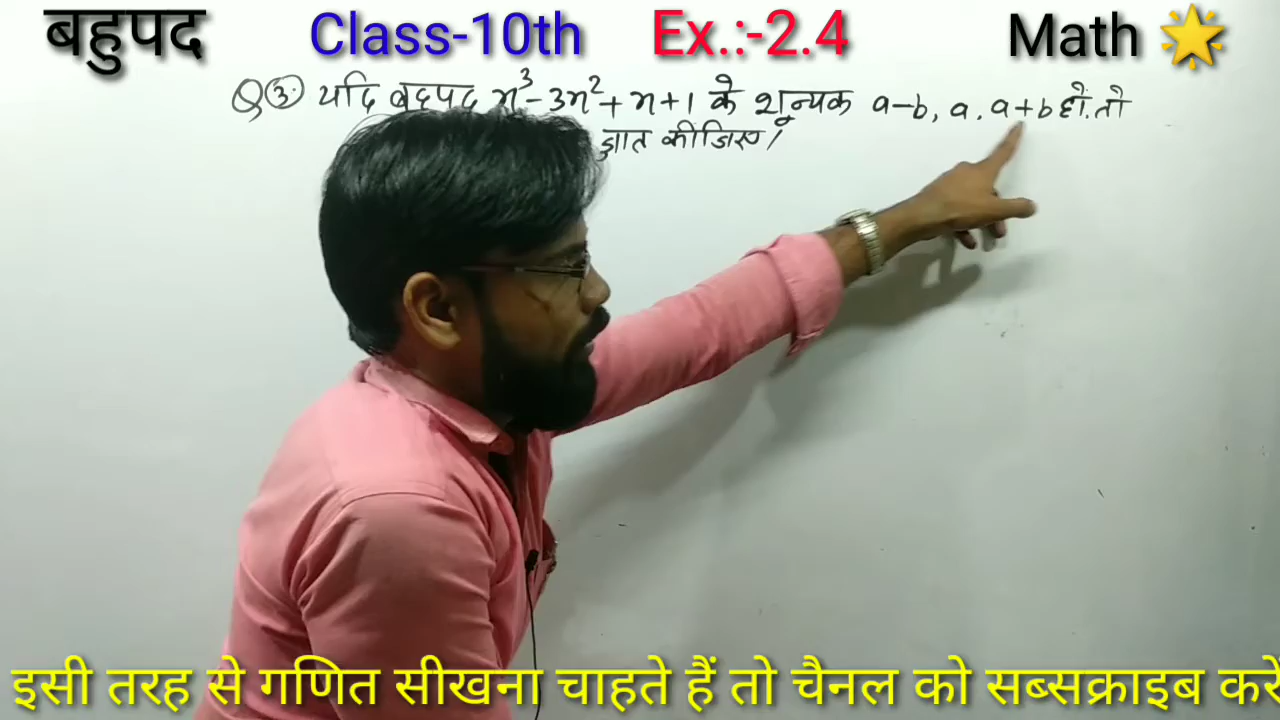 बहुपद Class-10th Ex.:-2.4 Math
Q③. यदि बहुपद x³-3x²+x+1 के शून्यक a-b, a, a+b हों, तो
ज्ञात कीजिए।
इसी तरह से गणित सीखना चाहते हैं तो चैनल को सब्सक्राइब करें